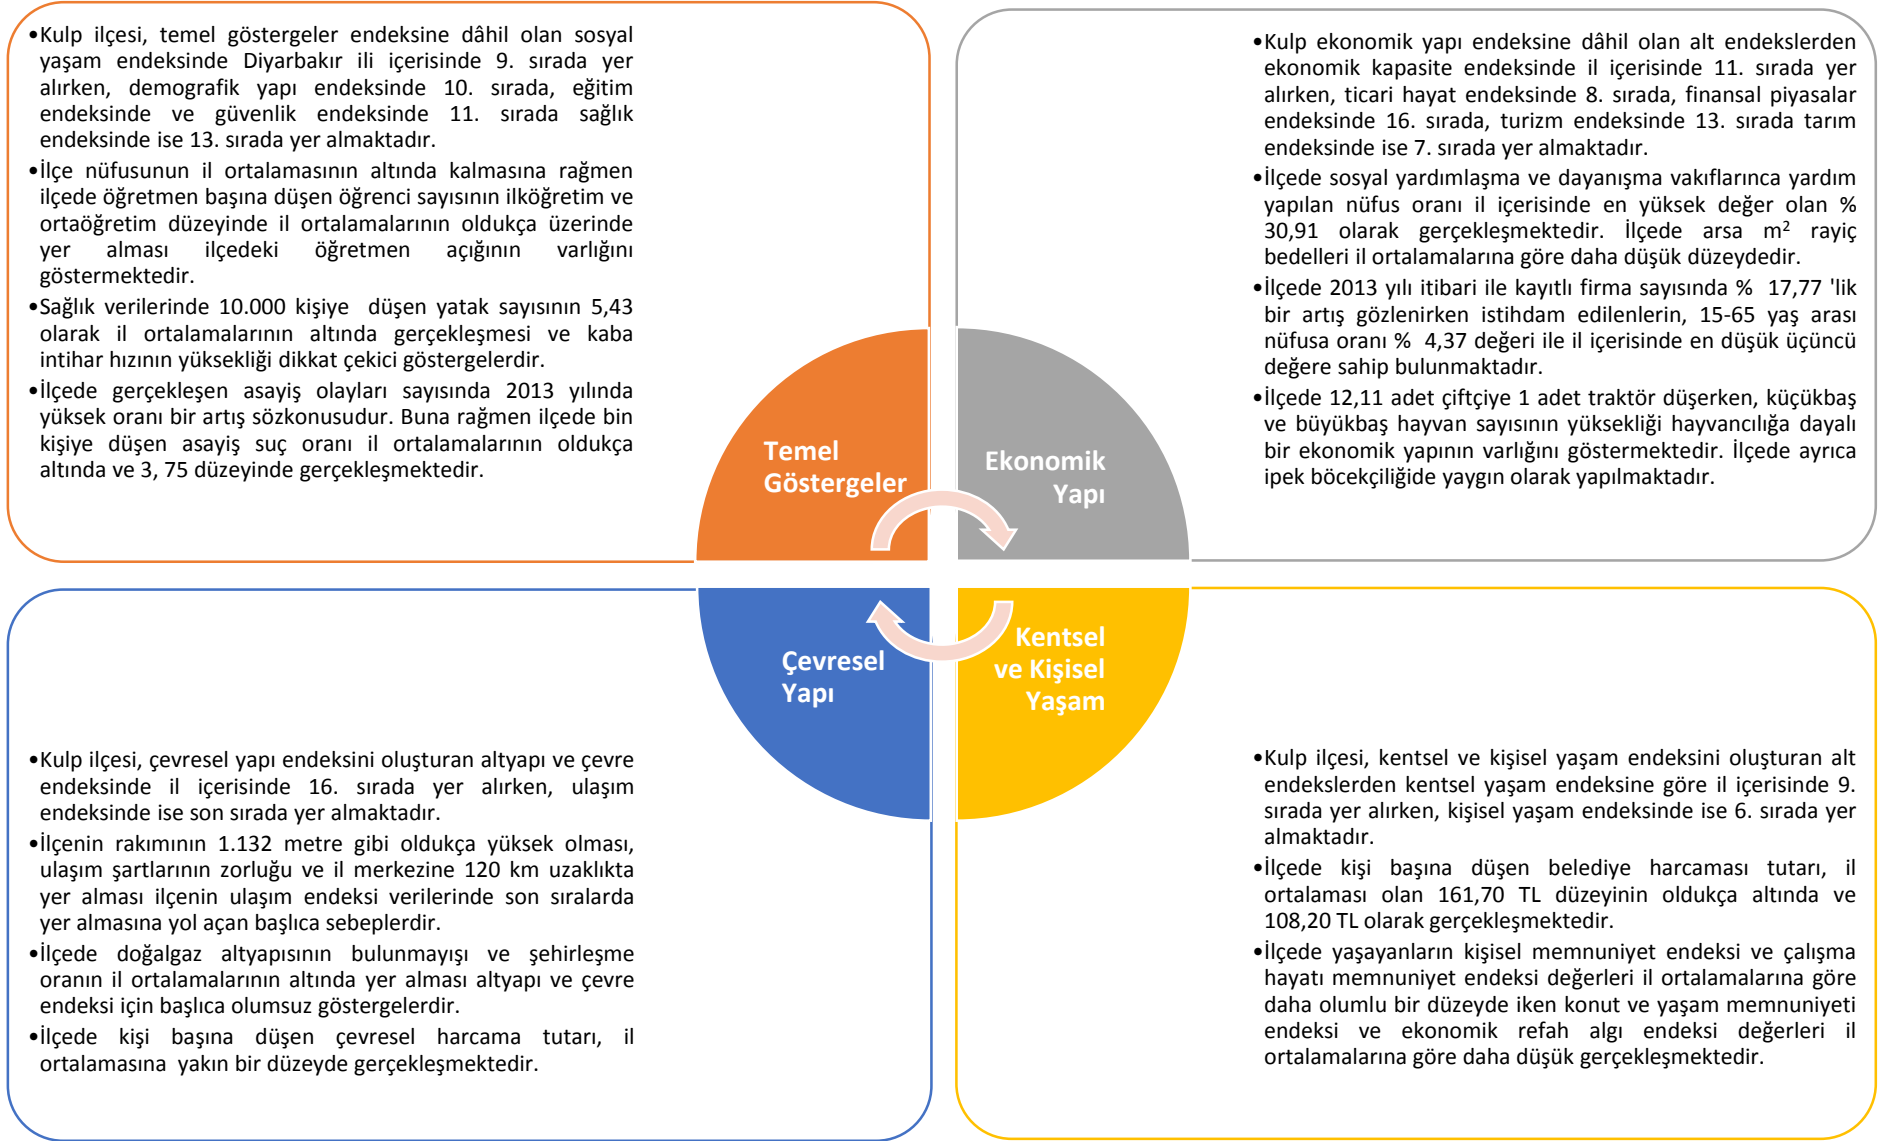 •Kulp ilçesi, temel göstergeler endeksine dâhil olan sosyal
yaşam endeksinde Diyarbakır ili içerisinde 9. sırada yer
alırken, demografik yapı endeksinde 10. sırada, eğitim
endeksinde ve güvenlik endeksinde 11. sırada sağlık
endeksinde ise 13. sırada yer almaktadır.
•İlçe nüfusunun il ortalamasının altında kalmasına rağmen
ilçede öğretmen başına düşen öğrenci sayısının ilköğretim ve
ortaöğretim düzeyinde il ortalamalarının oldukça üzerinde
yer alması ilçedeki öğretmen açığının varlığını
göstermektedir.
•Sağlık verilerinde 10.000 kişiye düşen yatak sayısının 5,43
olarak il ortalamalarının altında gerçekleşmesi ve kaba
intihar hızının yüksekliği dikkat çekici göstergelerdir.
•İlçede gerçekleşen asayiş olayları sayısında 2013 yılında
yüksek oranı bir artış sözkonusudur. Buna rağmen ilçede bin
kişiye düşen asayiş suç oranı il ortalamalarının oldukça
altında ve 3, 75 düzeyinde gerçekleşmektedir.
Temel
Göstergeler
•Kulp ekonomik yapı endeksine dâhil olan alt endekslerden
ekonomik kapasite endeksinde il içerisinde 11. sırada yer
alırken, ticari hayat endeksinde 8. sırada, finansal piyasalar
endeksinde 16. sırada, turizm endeksinde 13. sırada tarım
endeksinde ise 7. sırada yer almaktadır.
•İlçede sosyal yardımlaşma ve dayanışma vakıflarınca yardım
yapılan nüfus oranı il içerisinde en yüksek değer olan %
30,91 olarak gerçekleşmektedir. İlçede arsa m² rayiç
bedelleri il ortalamalarına göre daha düşük düzeydedir.
•İlçede 2013 yılı itibari ile kayıtlı firma sayısında % 17,77 'lik
bir artış gözlenirken istihdam edilenlerin, 15-65 yaş arası
nüfusa oranı % 4,37 değeri ile il içerisinde en düşük üçüncü
değere sahip bulunmaktadır.
•İlçede 12,11 adet çiftçiye 1 adet traktör düşerken, küçükbaş
ve büyükbaş hayvan sayısının yüksekliği hayvancılığa dayalı
bir ekonomik yapının varlığını göstermektedir. İlçede ayrıca
ipek böcekçiliğide yaygın olarak yapılmaktadır.
Ekonomik
Yapı
Çevresel
Yapı
•Kulp ilçesi, çevresel yapı endeksini oluşturan altyapı ve çevre
endeksinde il içerisinde 16. sırada yer alırken, ulaşım
endeksinde ise son sırada yer almaktadır.
•İlçenin rakımının 1.132 metre gibi oldukça yüksek olması,
ulaşım şartlarının zorluğu ve il merkezine 120 km uzaklıkta
yer alması ilçenin ulaşım endeksi verilerinde son sıralarda
yer almasına yol açan başlıca sebeplerdir.
•İlçede doğalgaz altyapısının bulunmayışı ve şehirleşme
oranın il ortalamalarının altında yer alması altyapı ve çevre
endeksi için başlıca olumsuz göstergelerdir.
•İlçede kişi başına düşen çevresel harcama tutarı, il
ortalamasına yakın bir düzeyde gerçekleşmektedir.
Kentsel
ve Kişisel
Yaşam
•Kulp ilçesi, kentsel ve kişisel yaşam endeksini oluşturan alt
endekslerden kentsel yaşam endeksine göre il içerisinde 9.
sırada yer alırken, kişisel yaşam endeksinde ise 6. sırada yer
almaktadır.
•İlçede kişi başına düşen belediye harcaması tutarı, il
ortalaması olan 161,70 TL düzeyinin oldukça altında ve
108,20 TL olarak gerçekleşmektedir.
•İlçede yaşayanların kişisel memnuniyet endeksi ve çalışma
hayatı memnuniyet endeksi değerleri il ortalamalarına göre
daha olumlu bir düzeyde iken konut ve yaşam memnuniyeti
endeksi ve ekonomik refah algı endeksi değerleri il
ortalamalarına göre daha düşük gerçekleşmektedir.